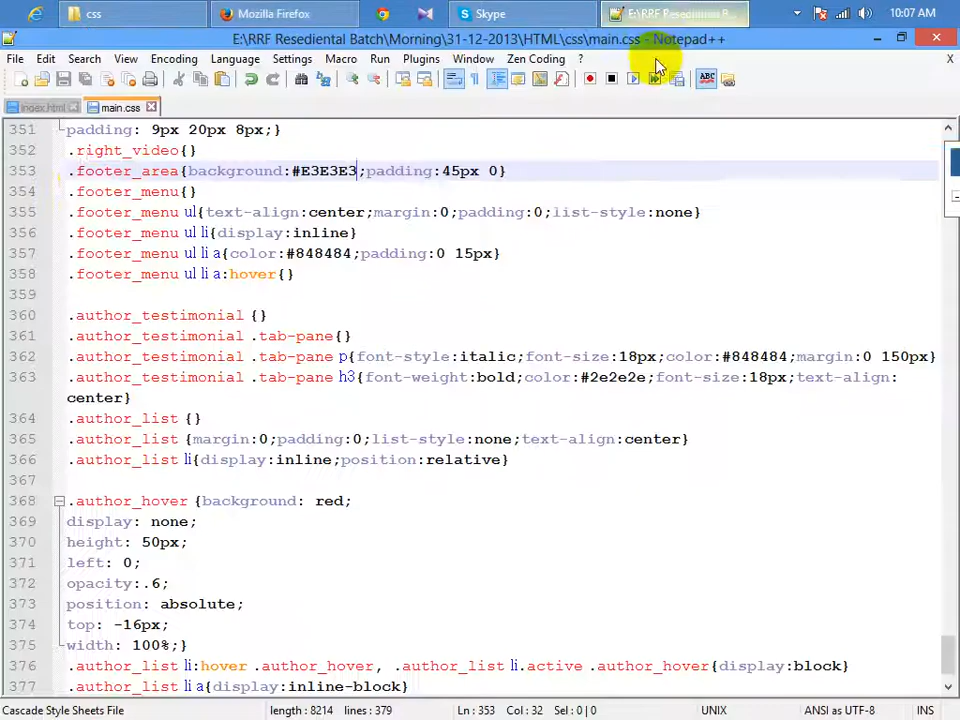 css
Mozilla Firefox
Skype
E:\RRF Resediental B...
10:07 AM
E:\RRF Resediental Batch\Morning\31-12-2013\HTML\css\main.css - Notepad++
File Edit Search View Encoding Language Settings Macro Run Plugins Window Zen Coding ? X
index.html main.css
351 padding: 9px 20px 8px;}
352 .right_video{}
353 .footer_area{background:#E3E3E3;padding:45px 0}
354 .footer_menu{}
355 .footer_menu ul{text-align:center;margin:0;padding:0;list-style:none}
356 .footer_menu ul li{display:inline}
357 .footer_menu ul li a{color:#848484;padding:0 15px}
358 .footer_menu ul li a:hover{}
359
360 .author_testimonial {}
361 .author_testimonial .tab-pane{}
362 .author_testimonial .tab-pane p{font-style:italic;font-size:18px;color:#848484;margin:0 150px}
363 .author_testimonial .tab-pane h3{font-weight:bold;color:#2e2e2e;font-size:18px;text-align:
center}
364 .author_list {}
365 .author_list {margin:0;padding:0;list-style:none;text-align:center}
366 .author_list li{display:inline;position:relative}
367
368 .author_hover {background: red;
369 display: none;
370 height: 50px;
371 left: 0;
372 opacity:.6;
373 position: absolute;
374 top: -16px;
375 width: 100%;}
376 .author_list li:hover .author_hover, .author_list li.active .author_hover{display:block}
377 .author_list li a{display:inline-block}
Cascade Style Sheets File length : 8214 lines : 379 Ln : 353 Col : 32 Sel : 0 | 0 UNIX ANSI as UTF-8 INS